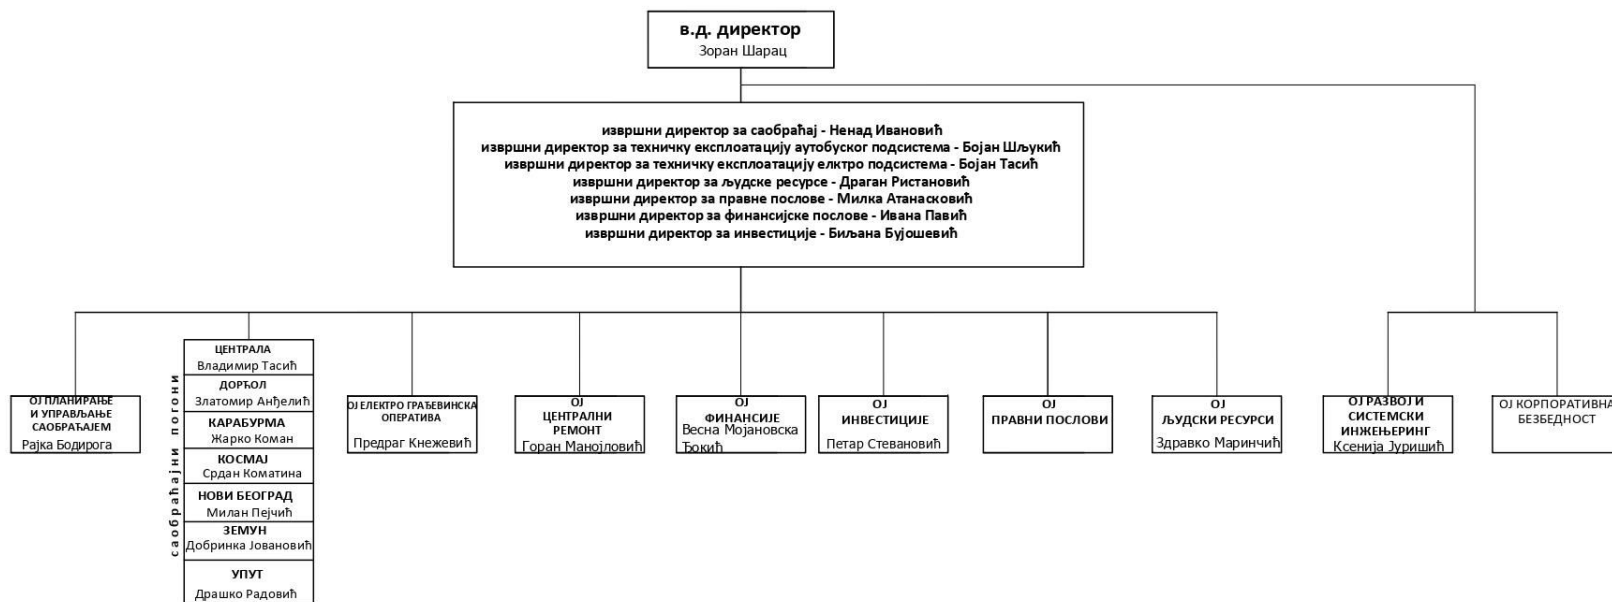 в.д. директор
Зоран Шарац
извршни директор за саобраћај - Ненад Ивановић
извршни директор за техничку експлоатацију аутобуског подсистема - Бојан Шљукић
извршни директор за техничку експлоатацију елктро подсистема - Бојан Тасић
извршни директор за људске ресурсе - Драган Ристановић
извршни директор за правне послове - Милка Атанасковић
извршни директор за финансијске послове - Ивана Павић
извршни директор за инвестиције - Биљана Бујошевић
ОЈ ПЛАНИРАЊЕ
И УПРАВЉАЊЕ
САОБРАЋАЈЕМ
Рајка Бодирога
саобраћајни погони
ЦЕНТРАЛА
Владимир Тасић
ДОРЋОЛ
Златомир Анђелић
КАРАБУРМА
Жарко Коман
КОСМАЈ
Срдан Коматина
НОВИ БЕОГРАД
Милан Пејчић
ЗЕМУН
Добринка Јовановић
УПУТ
Драшко Радовић
ОЈ ЕЛЕКТРО ГРАЂЕВИНСКА
ОПЕРАТИВА
Предраг Кнежевић
ОЈ
ЦЕНТРАЛНИ
РЕМОНТ
Горан Манојловић
ОЈ
ФИНАНСИЈЕ
Весна Мојановска
Ђокић
ОЈ
ИНВЕСТИЦИЈЕ
Петар Стевановић
ОЈ
ПРАВНИ ПОСЛОВИ
ОЈ
ЉУДСКИ РЕСУРСИ
Здравко Маринчић
ОЈ РАЗВОЈ И
СИСТЕМСКИ
ИНЖЕЊЕРИНГ
Ксенија Јуришић
ОЈ КОРПОРАТИВНА
БЕЗБЕДНОСТ